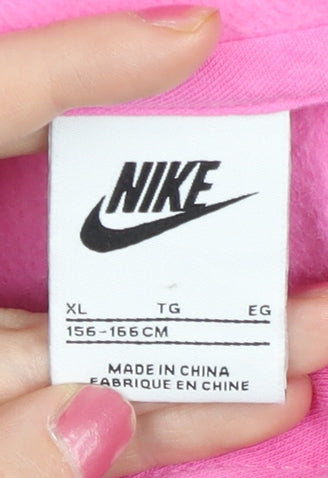 NIKE
XL TG EG
156-166CM
MADE IN CHINA
FABRIQUE EN CHINE